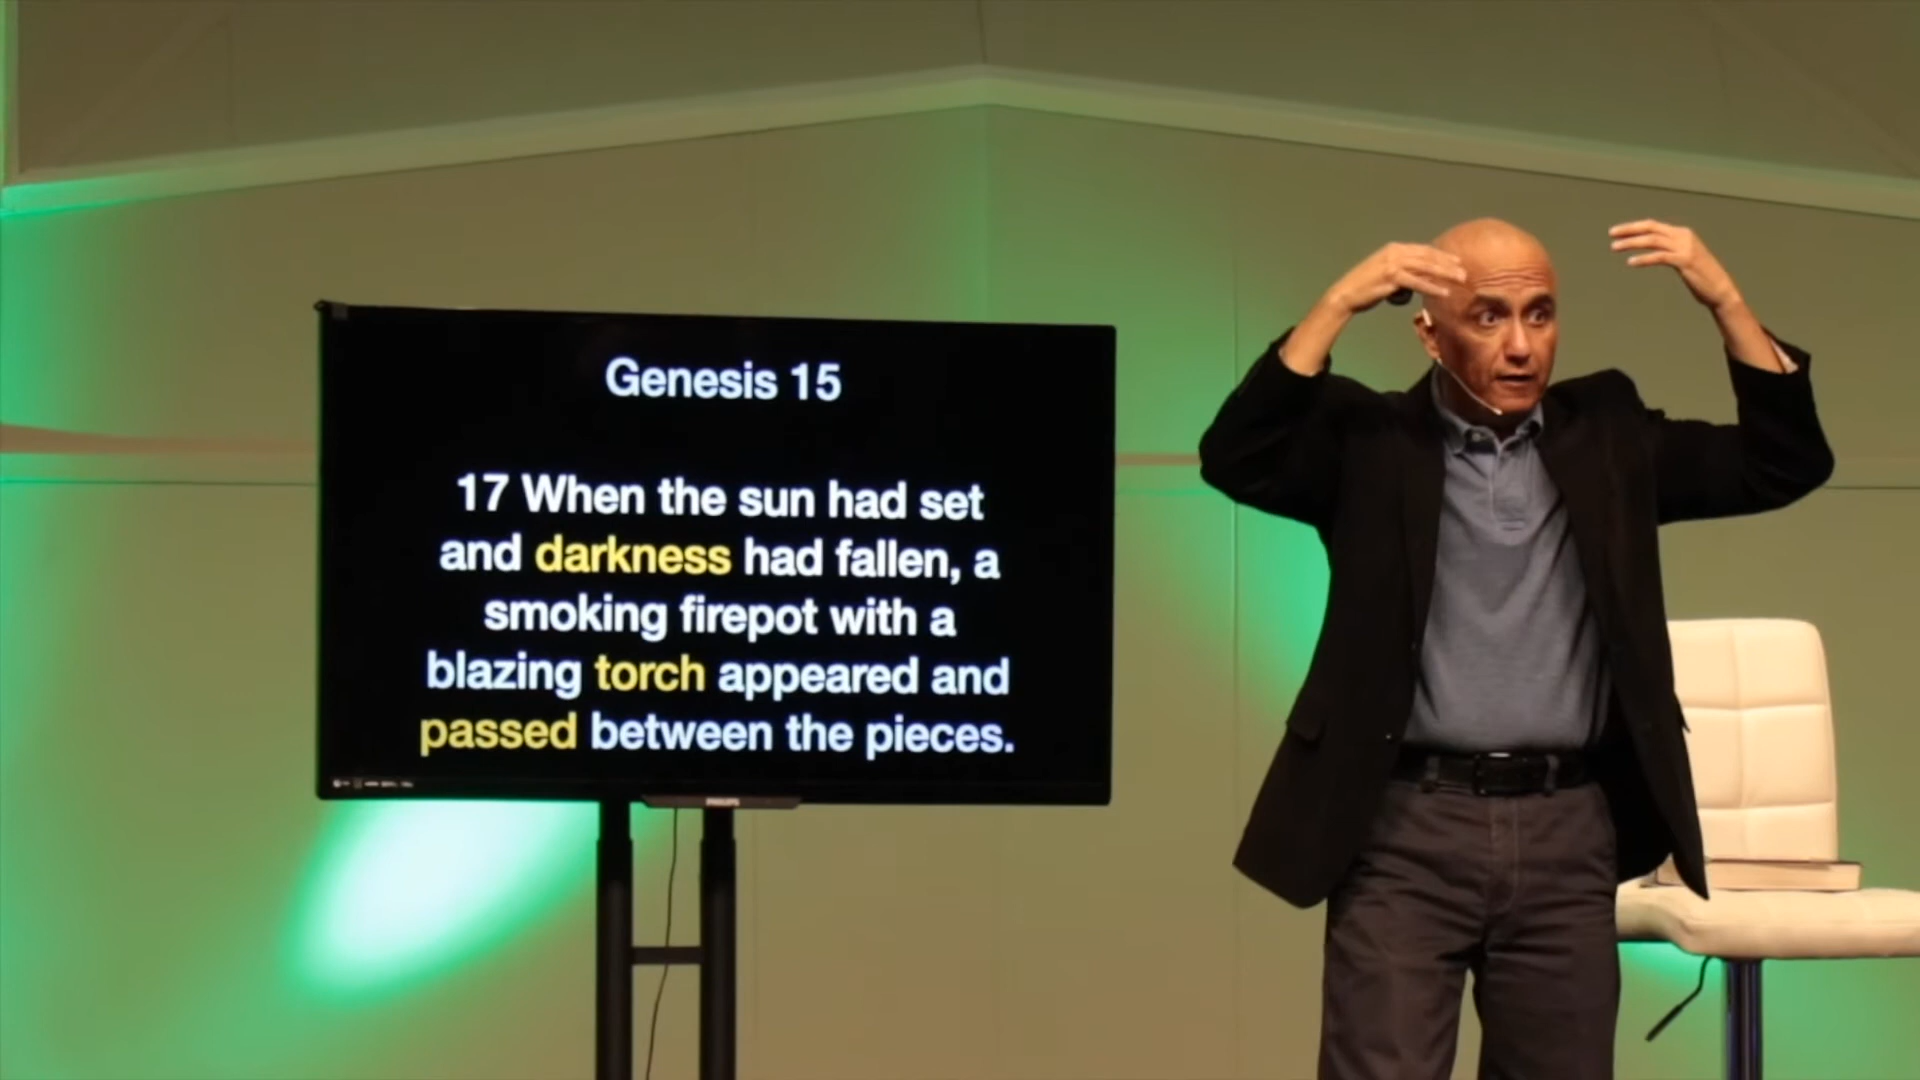 Genesis 15
17 When the sun had set
and darkness had fallen, a
smoking firepot with a
blazing torch appeared and
passed between the pieces.
PHILIPS